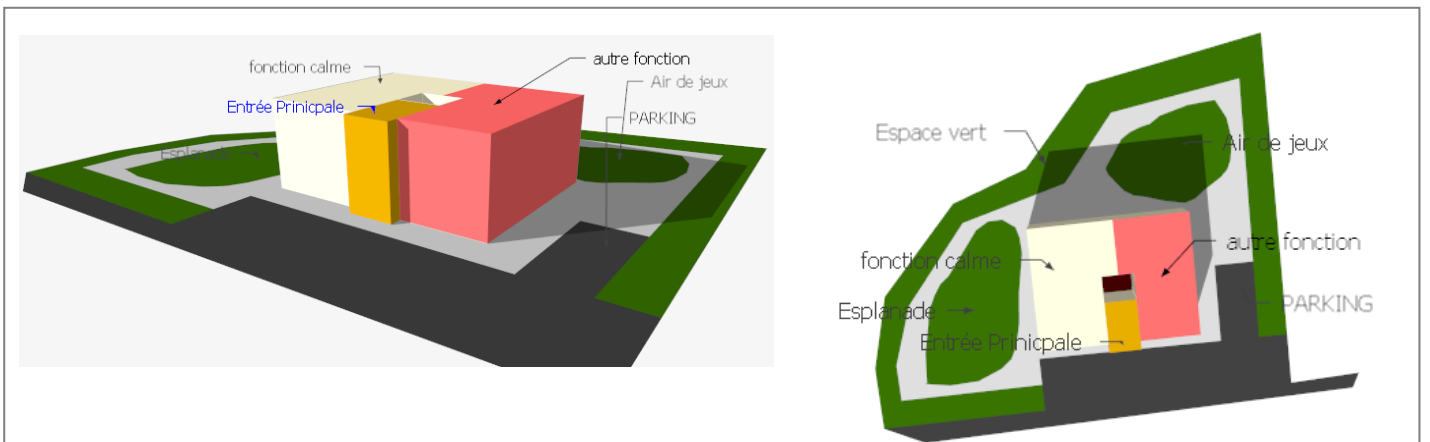 fonction calme
autre fonction
Air de jeux
Entrée Prinicpale
PARKING
Esplanade
Espace vert
Air de jeux
autre fonction
fonction calme
PARKING
Esplanade
Entrée Prinicpale